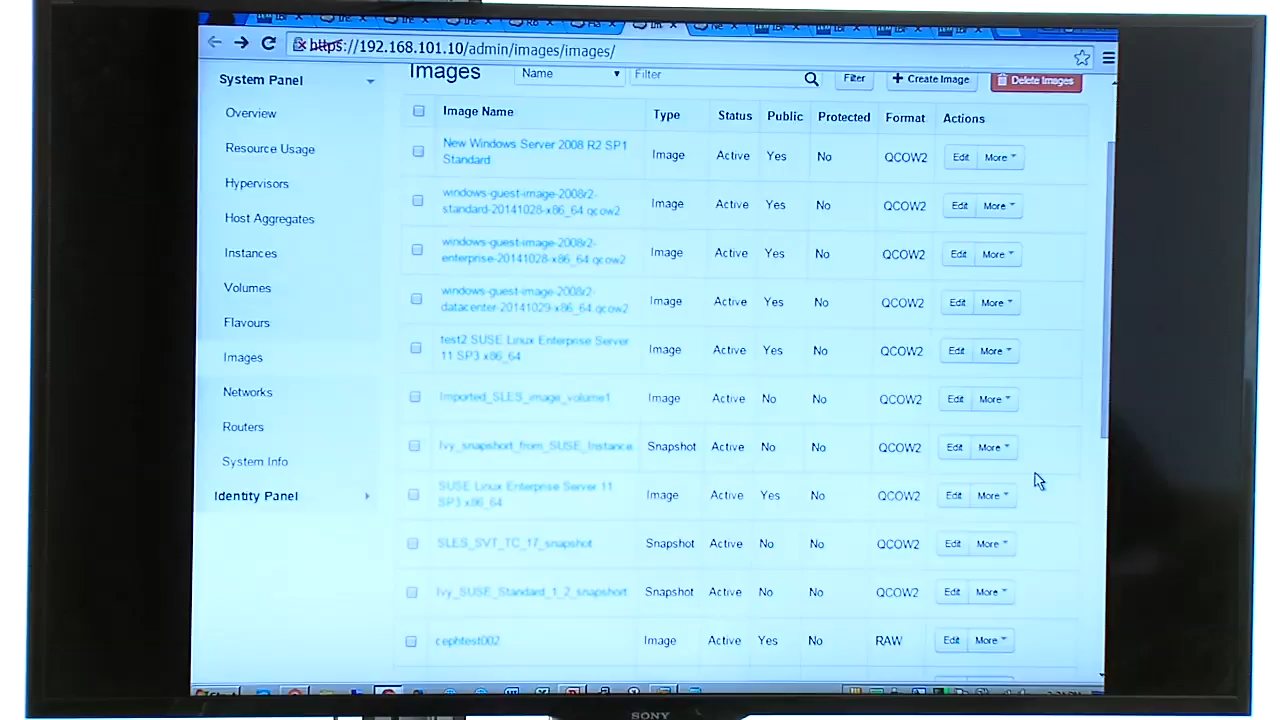 https://192.168.101.10/admin/images/images/
System Panel
Overview
Resource Usage
Hypervisors
Host Aggregates
Instances
Volumes
Flavours
Images
Networks
Routers
System Info
Identity Panel
Images Name Filter Filter + Create Image Delete Images
Image Name Type Status Public Protected Format Actions
New Windows Server 2008 R2 SP1
Standard Image Active Yes No QCOW2 Edit More
windows-guest-image-2008r2-
standard-20141028-x86_64.qcow2 Image Active Yes No QCOW2 Edit More
windows-guest-image-2008r2-
enterprise-20141028-x86_64.qcow2 Image Active Yes No QCOW2 Edit More
windows-guest-image-2008r2-
datacenter-20141029-x86_64.qcow2 Image Active Yes No QCOW2 Edit More
test2 SUSE Linux Enterprise Server
11 SP3 x86_64 Image Active Yes No QCOW2 Edit More
Imported_SLES_image_volume1 Image Active No No QCOW2 Edit More
Ivy_snapshort_from_SUSE_Instance Snapshot Active No No QCOW2 Edit More
SUSE Linux Enterprise Server 11
SP3 x86_64 Image Active Yes No QCOW2 Edit More
SLES_SVT_TC_17_snapshot Snapshot Active No No QCOW2 Edit More
Ivy_SUSE_Standard_1_2_snapshort Snapshot Active No No QCOW2 Edit More
cephtest002 Image Active Yes No RAW Edit More
SONY